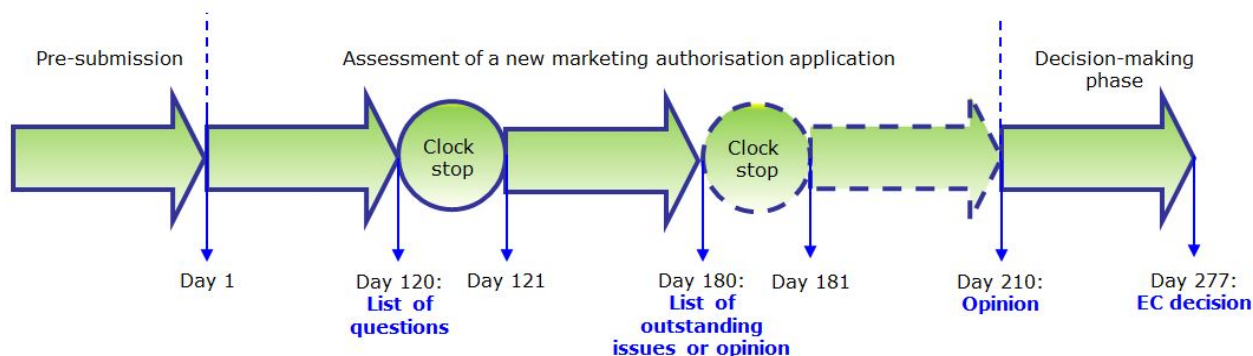 Pre-submission
Assessment of a new marketing authorisation application
Decision-making
phase
Clock
stop
Clock
stop
Day 1
Day 120:
List of
questions
Day 121
Day 180:
List of
outstanding
issues or opinion
Day 181
Day 210:
Opinion
Day 277:
EC decision